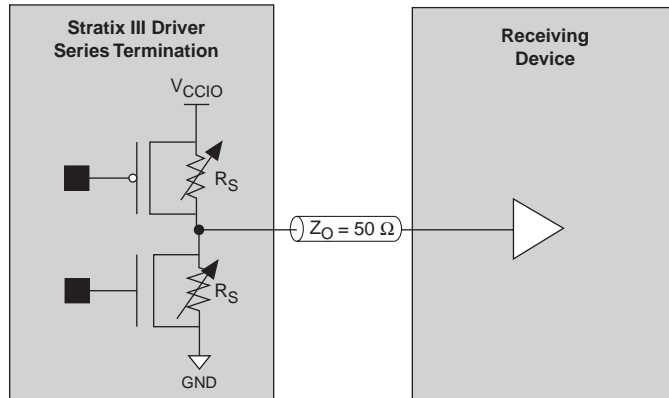 Stratix III Driver
Series Termination
Receiving
Device
VCCIO
RS
ZO = 50 Ω
RS
GND